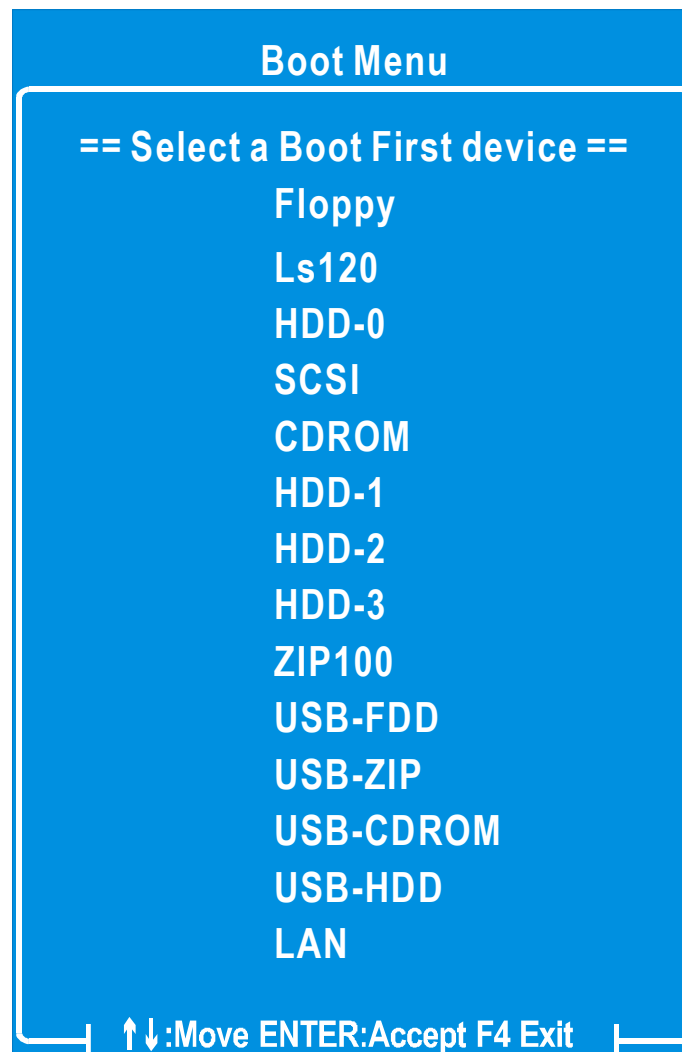 Boot Menu
== Select a Boot First device ==
Floppy
Ls120
HDD-0
SCSI
CDROM
HDD-1
HDD-2
HDD-3
ZIP100
USB-FDD
USB-ZIP
USB-CDROM
USB-HDD
LAN
↑↓:Move ENTER:Accept F4 Exit